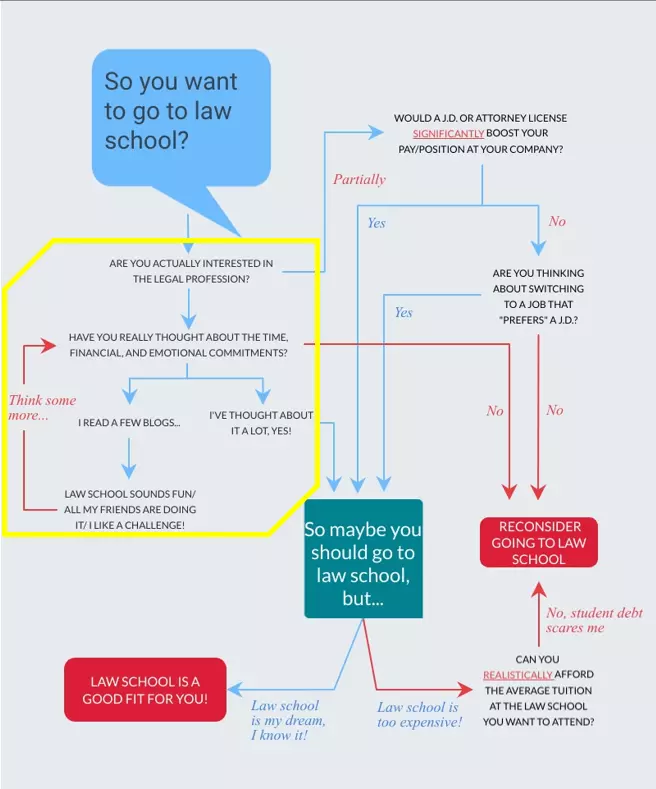 So you want
to go to law
school?
WOULD A J.D. OR ATTORNEY LICENSE
SIGNIFICANTLY BOOST YOUR
PAY/POSITION AT YOUR COMPANY?
Partially
Yes
No
ARE YOU ACTUALLY INTERESTED IN
THE LEGAL PROFESSION?
ARE YOU THINKING
ABOUT SWITCHING
TO A JOB THAT
"PREFERS" A J.D.?
Yes
HAVE YOU REALLY THOUGHT ABOUT THE TIME,
FINANCIAL, AND EMOTIONAL COMMITMENTS?
Think some
more...
I READ A FEW BLOGS...
I'VE THOUGHT ABOUT
IT A LOT, YES!
No
No
LAW SCHOOL SOUNDS FUN/
ALL MY FRIENDS ARE DOING
IT/ I LIKE A CHALLENGE!
So maybe you
should go to
law school,
but...
RECONSIDER
GOING TO LAW
SCHOOL
No, student debt
scares me
LAW SCHOOL IS A
GOOD FIT FOR YOU!
Law school
is my dream,
I know it!
Law school is
too expensive!
CAN YOU
REALISTICALLY AFFORD
THE AVERAGE TUITION
AT THE LAW SCHOOL
YOU WANT TO ATTEND?